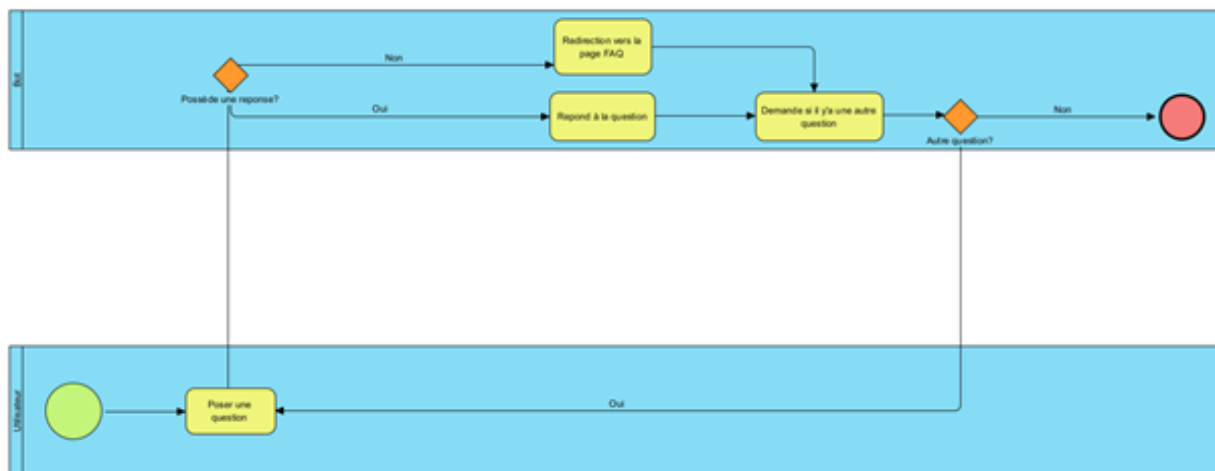 Bot
Redirection vers la
page FAQ
Non
Possède une reponse?
Oui
Repond à la question
Demande si il y'a une autre
question
Non
Autre question?
Utilisateur
Poser une
question
Oui